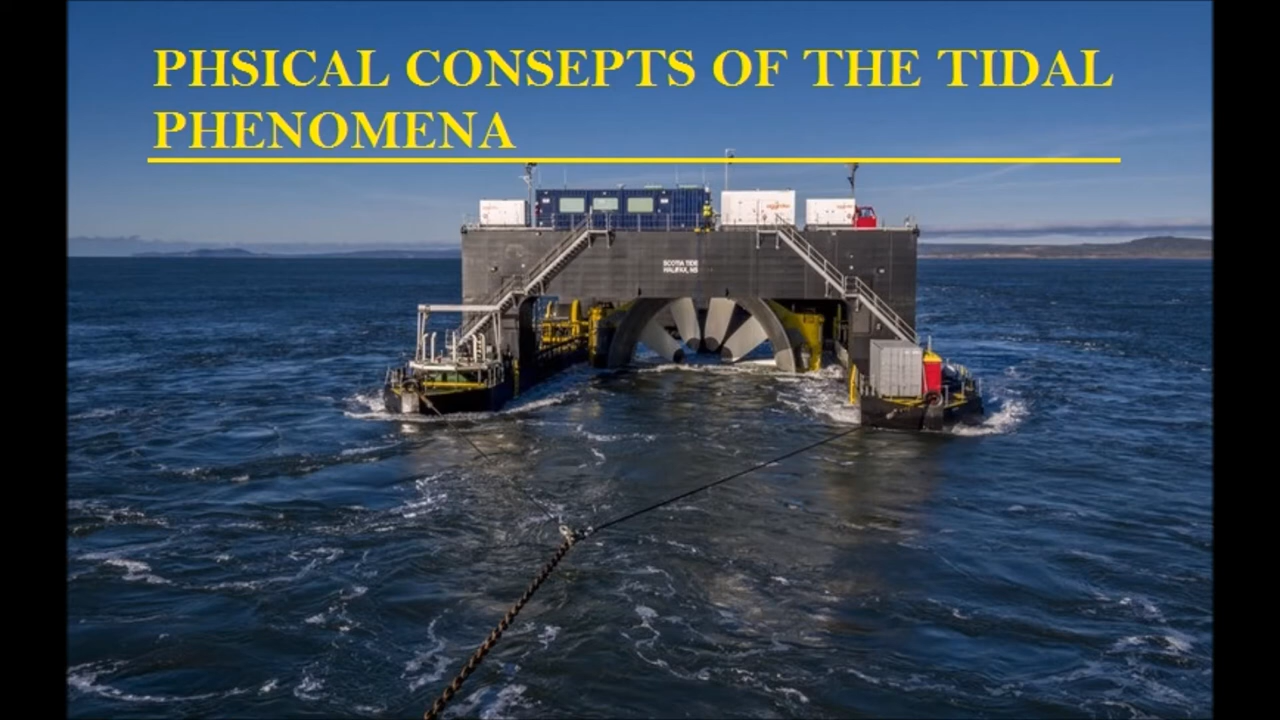 PHSICAL CONSEPTS OF THE TIDAL
PHENOMENA
SCOTIA TIDE
HALIFAX, NS